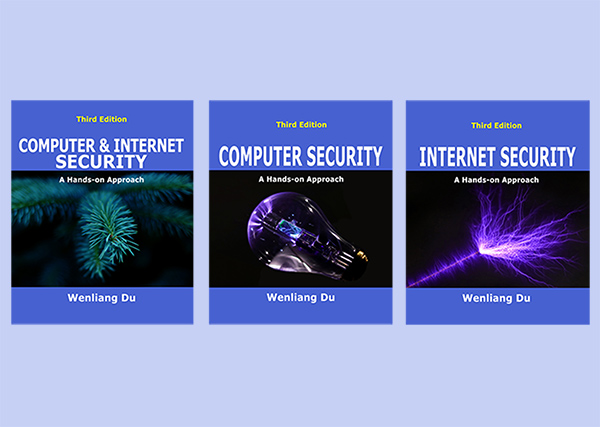 Third Edition
COMPUTER & INTERNET
SECURITY
A Hands-on Approach
Wenliang Du
Third Edition
COMPUTER SECURITY
A Hands-on Approach
Wenliang Du
Third Edition
INTERNET SECURITY
A Hands-on Approach
Wenliang Du